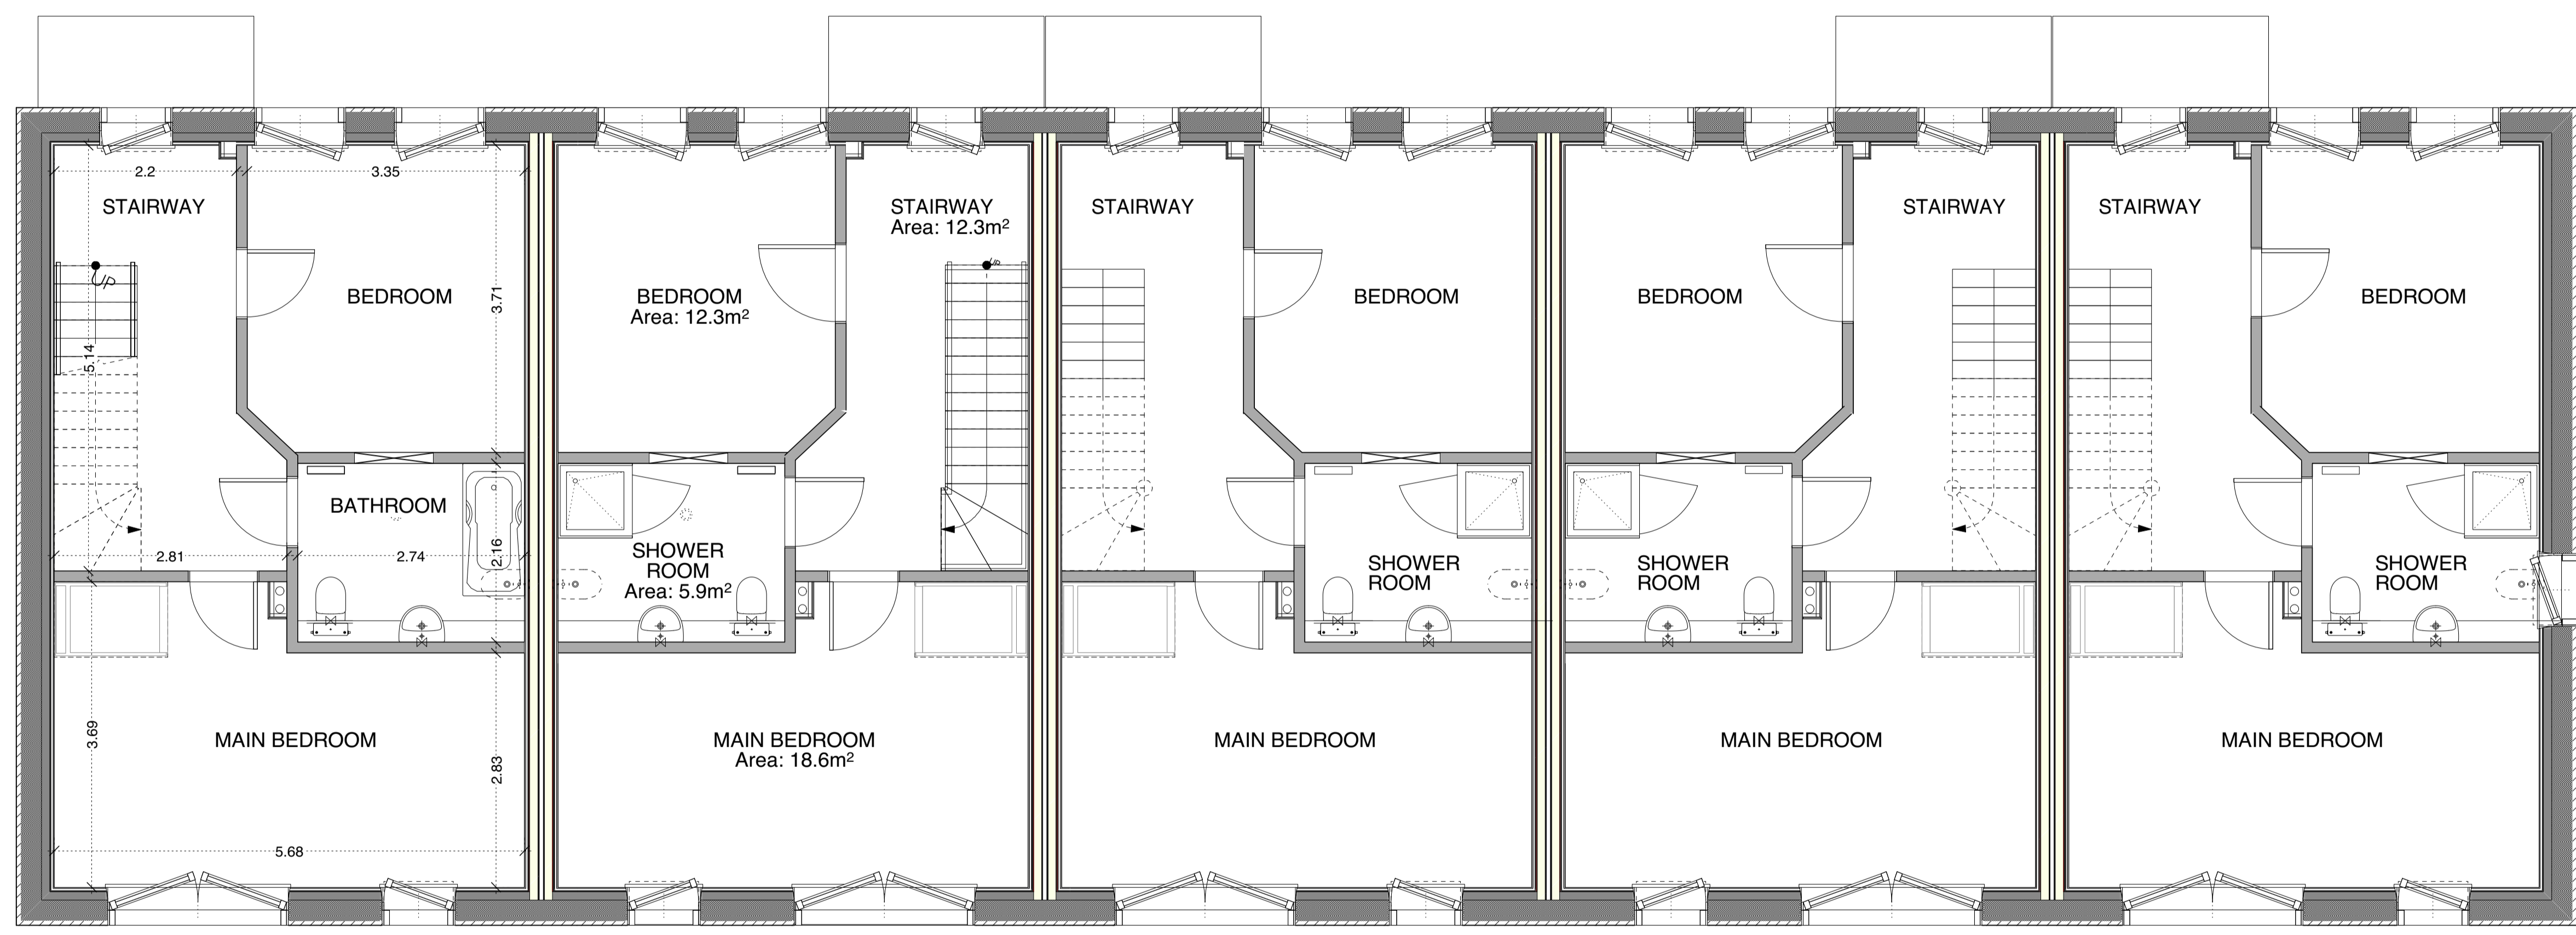 2.2
3.35
STAIRWAY
STAIRWAY
Area: 12.3m²
STAIRWAY
STAIRWAY
STAIRWAY
UP
UP
BEDROOM
3.71
BEDROOM
Area: 12.3m²
BEDROOM
BEDROOM
BEDROOM
5.14
BATHROOM
2.81
2.74
2.16
SHOWER
ROOM
Area: 5.9m²
SHOWER
ROOM
SHOWER
ROOM
SHOWER
ROOM
3.69
MAIN BEDROOM
2.83
MAIN BEDROOM
Area: 18.6m²
MAIN BEDROOM
MAIN BEDROOM
MAIN BEDROOM
5.68